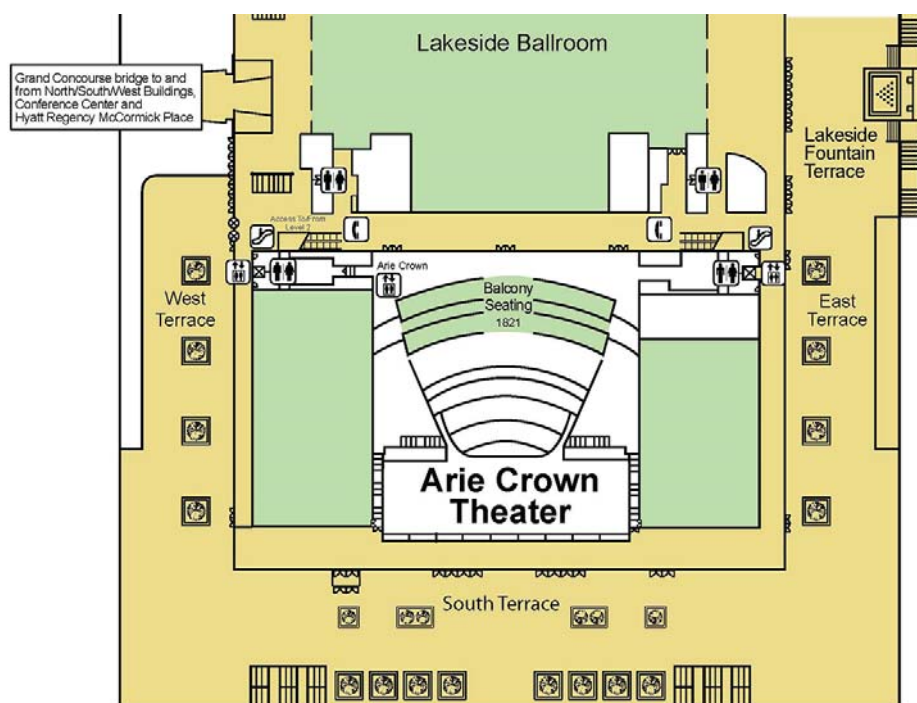 Lakeside Ballroom
Grand Concourse bridge to and
from North/South/West Buildings,
Conference Center and
Hyatt Regency McCormick Place
Lakeside
Fountain
Terrace
Access To/From
Level 2
Arie Crown
West
Terrace
Balcony
Seating
1821
East
Terrace
Arie Crown
Theater
South Terrace